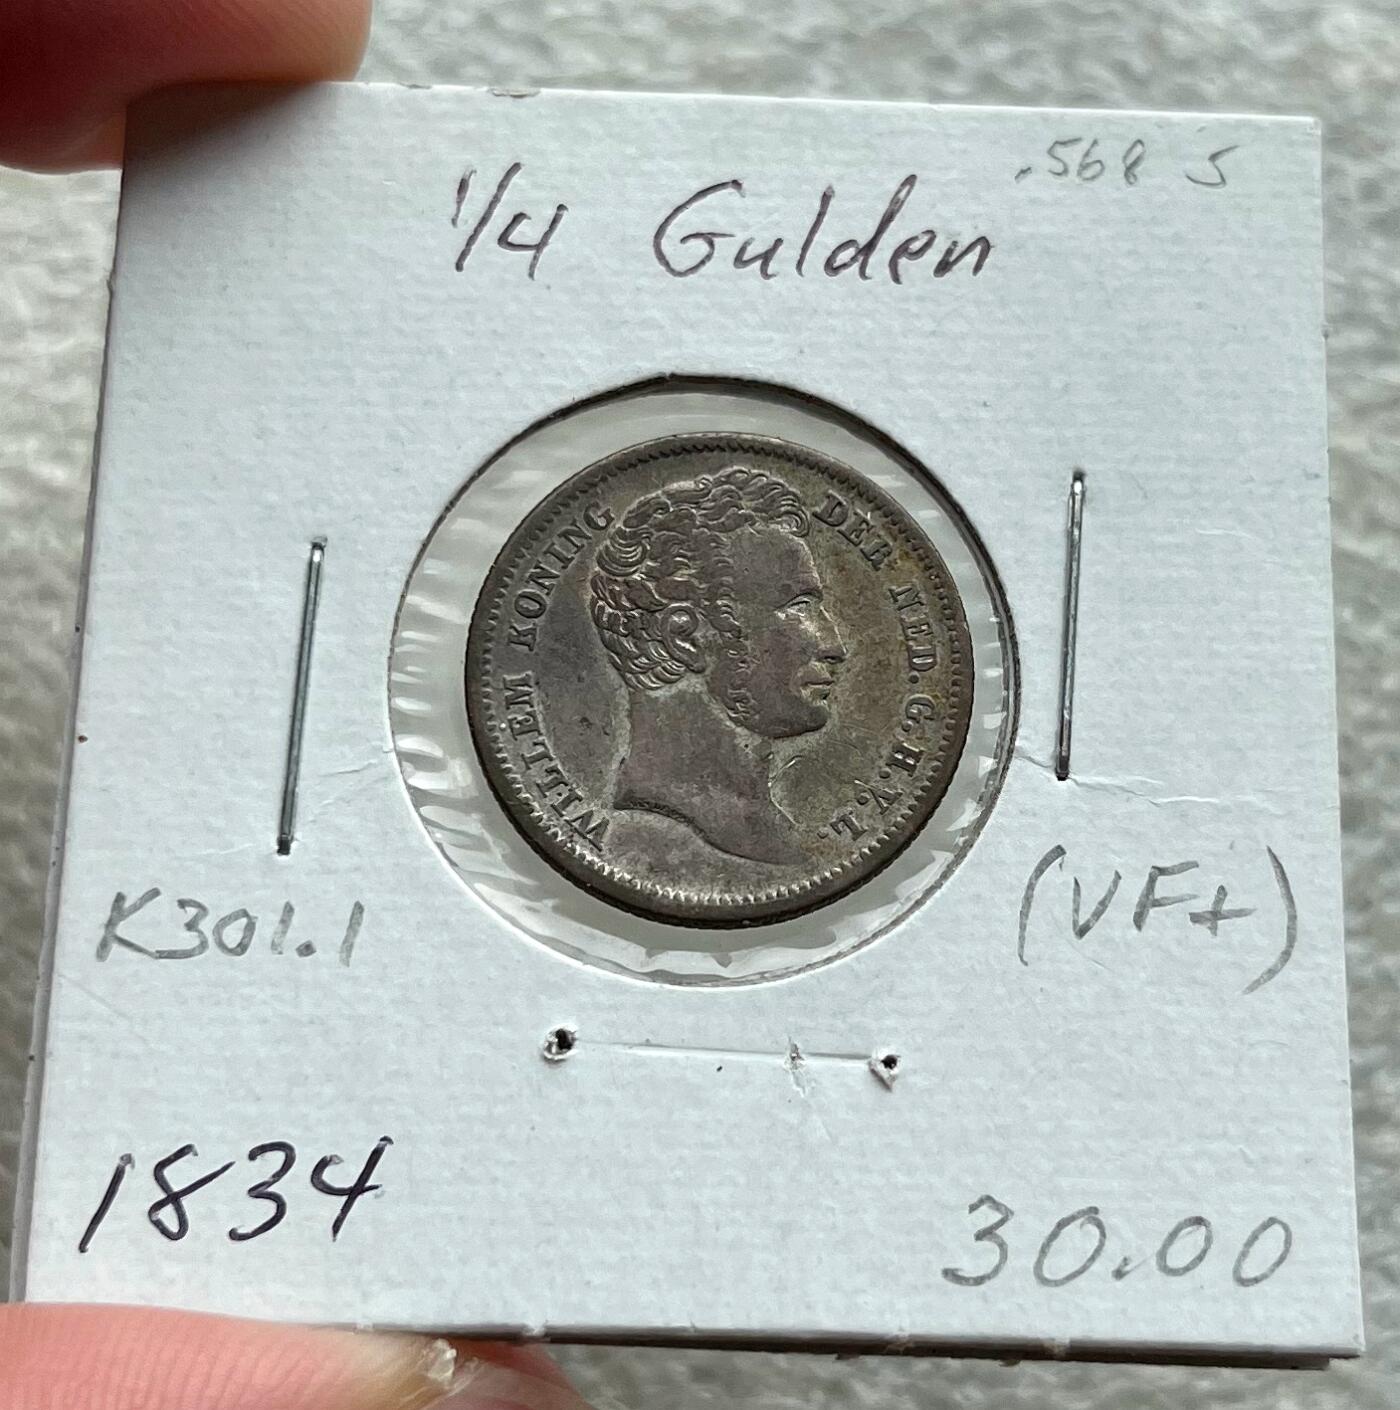 .568 S
1/4 Gulden
WILLEM KONING DER NED. G.H.V.L.
K301.1
(VF+)
1834
30.00